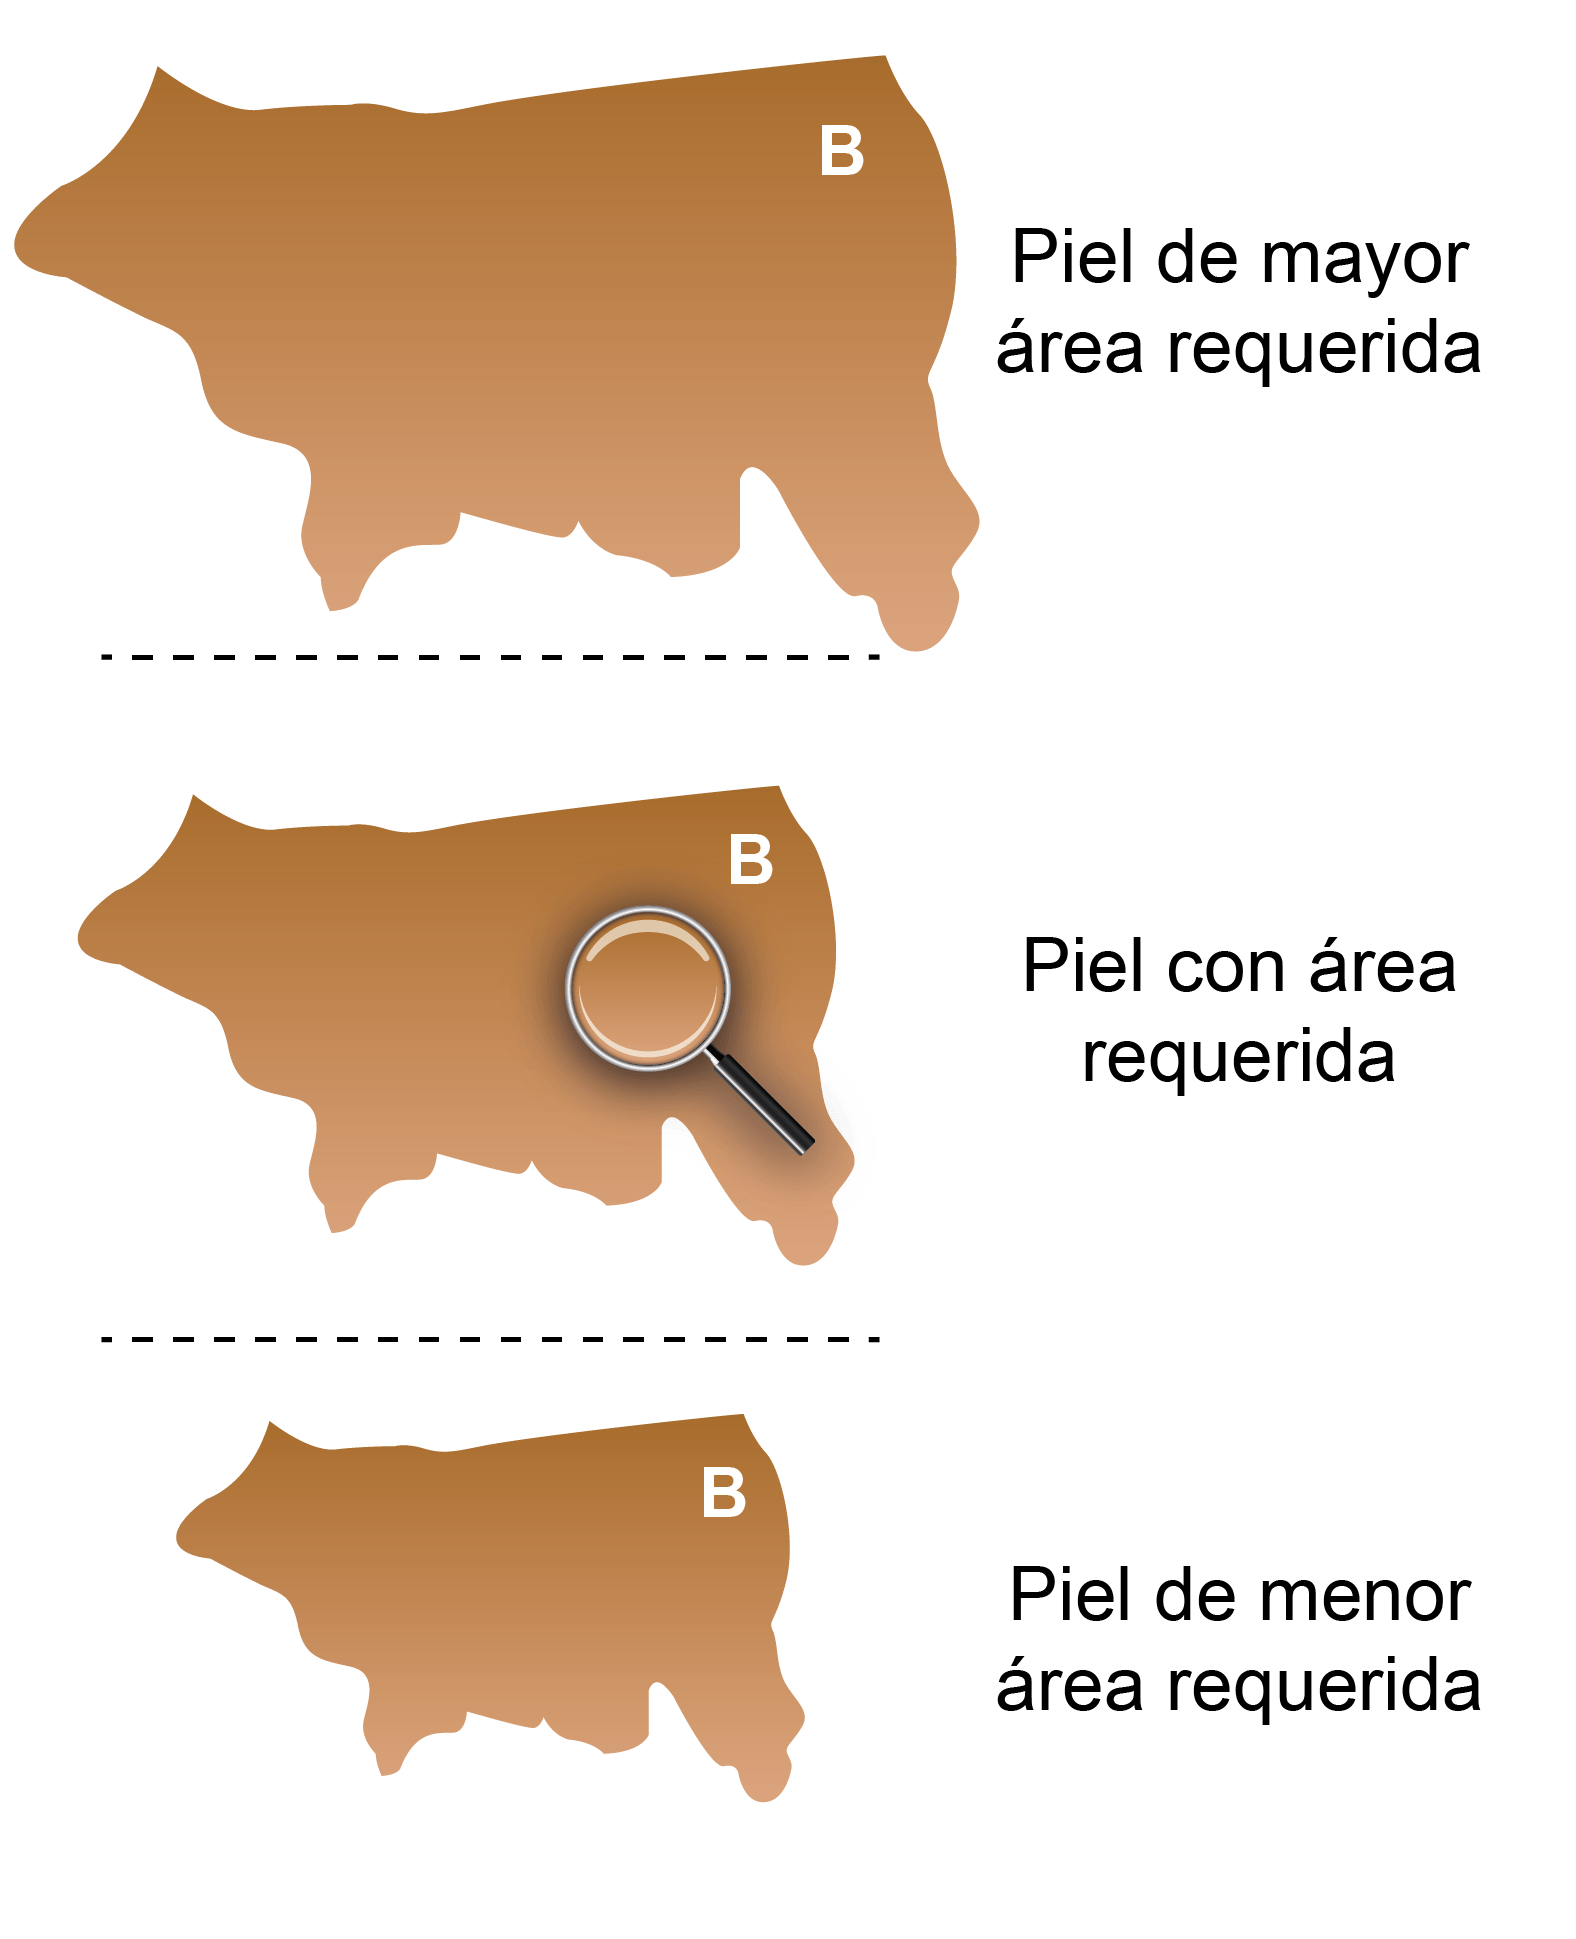 B
Piel de mayor
área requerida
B
Piel con área
requerida
B
Piel de menor
área requerida